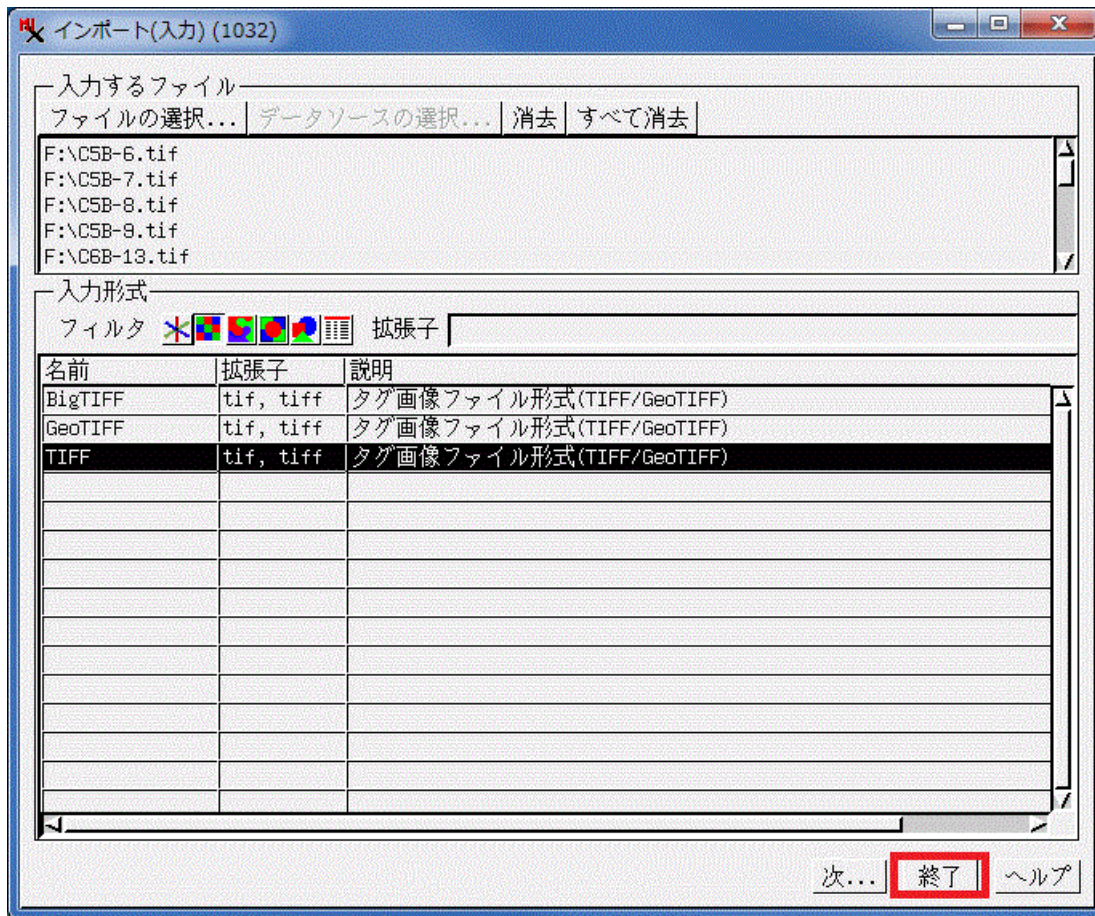 インポート(入力) (1032)
入力するファイル
ファイルの選択... データソースの選択... 消去 すべて消去
F:\C5B-6.tif
F:\C5B-7.tif
F:\C5B-8.tif
F:\C5B-9.tif
F:\C6B-13.tif
入力形式
フィルタ 拡張子
名前 拡張子 説明
BigTIFF tif, tiff タグ画像ファイル形式(TIFF/GeoTIFF)
GeoTIFF tif, tiff タグ画像ファイル形式(TIFF/GeoTIFF)
TIFF tif, tiff タグ画像ファイル形式(TIFF/GeoTIFF)
次... 終了 ヘルプ